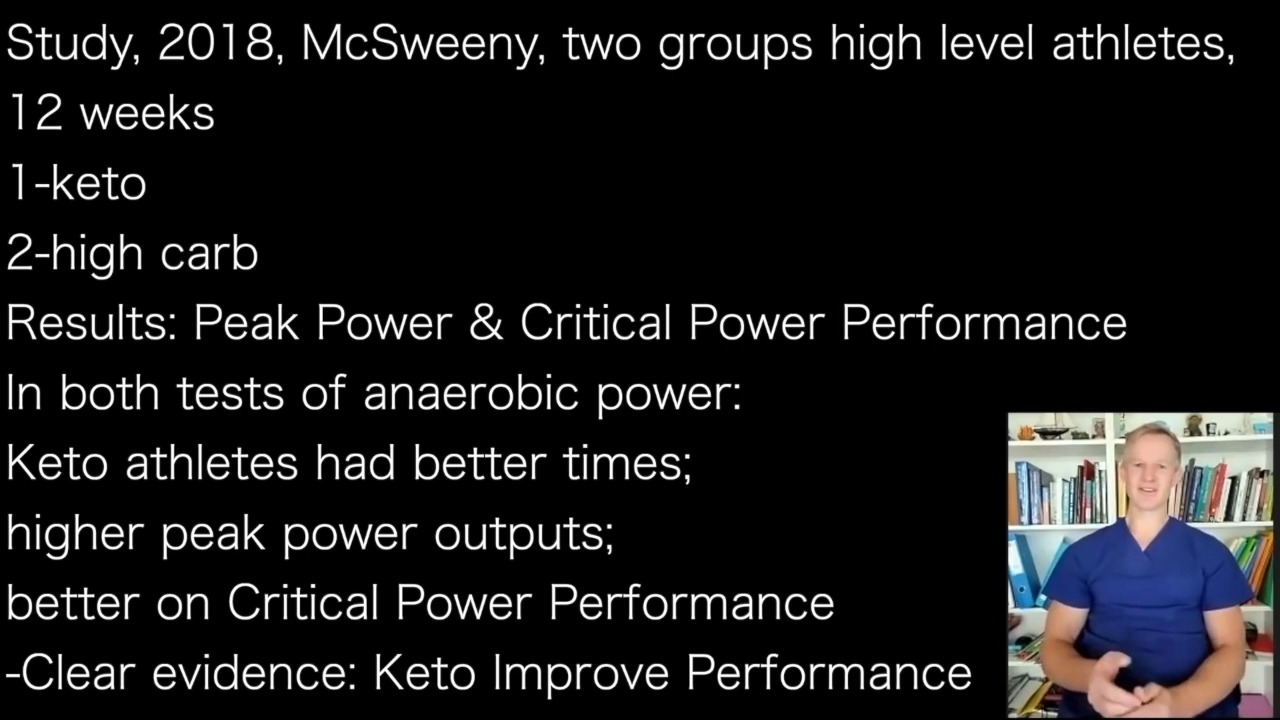 Study, 2018, McSweeny, two groups high level athletes,
12 weeks
1-keto
2-high carb
Results: Peak Power & Critical Power Performance
In both tests of anaerobic power:
Keto athletes had better times;
higher peak power outputs;
better on Critical Power Performance
-Clear evidence: Keto Improve Performance